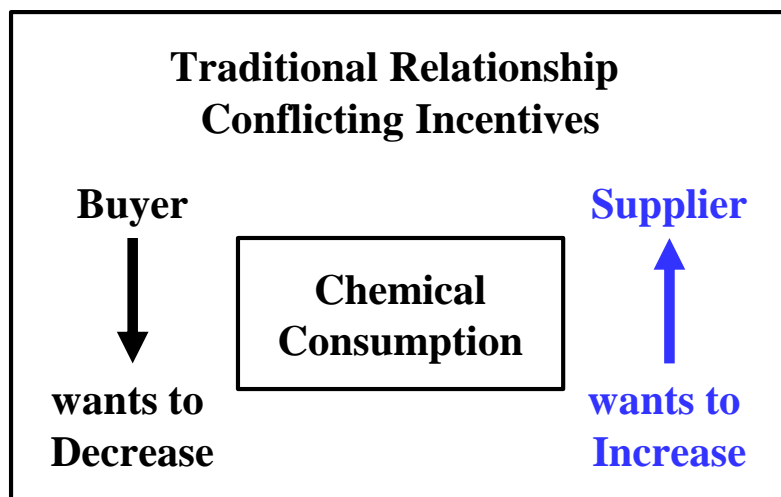 Traditional Relationship
Conflicting Incentives
Buyer
Supplier
Chemical
Consumption
wants to
Decrease
wants to
Increase